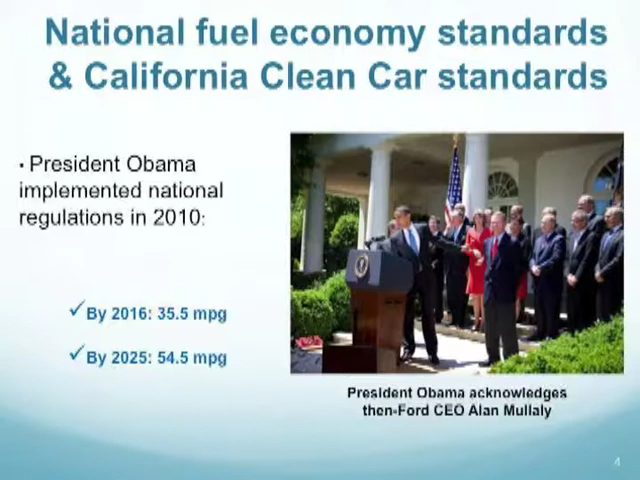 National fuel economy standards
& California Clean Car standards
• President Obama
implemented national
regulations in 2010:
✓By 2016: 35.5 mpg
✓By 2025: 54.5 mpg
President Obama acknowledges
then-Ford CEO Alan Mullaly
4